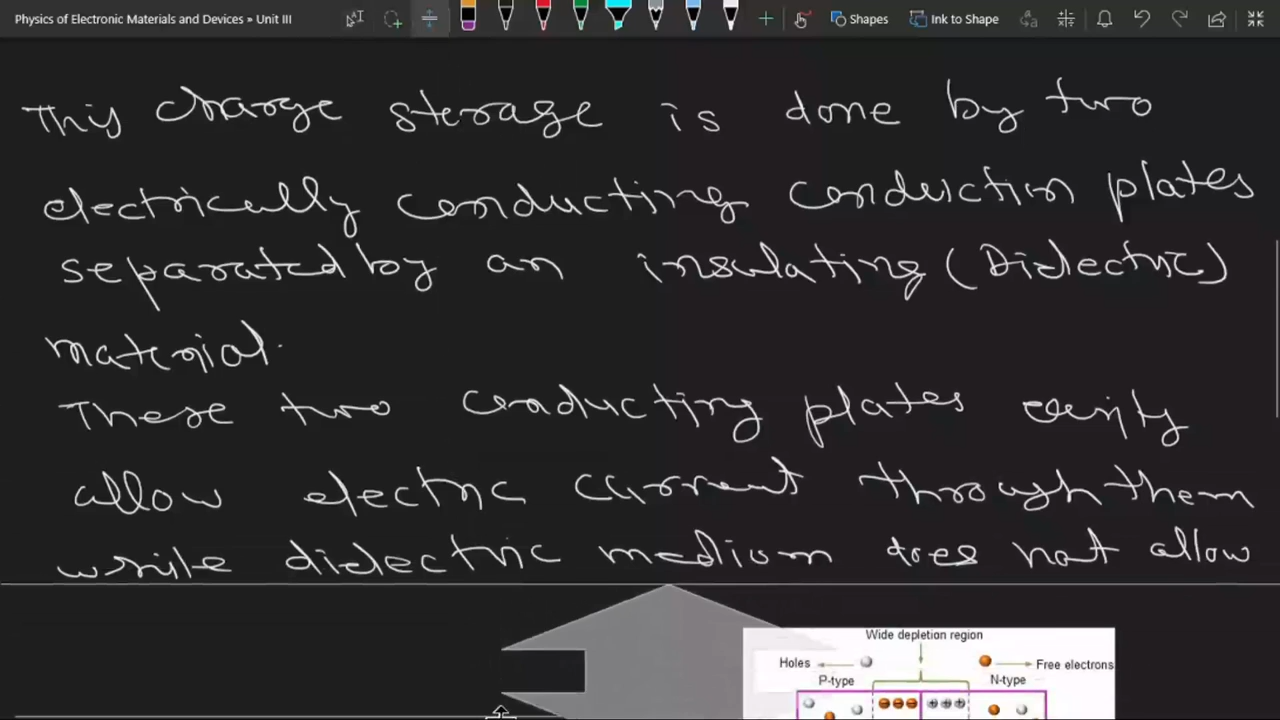 Physics of Electronic Materials and Devices » Unit III
Shapes
Ink to Shape
This charge storage is done by two
electrically conducting conduction plates
separated by an insulating (Dielectric)
material.
These two conducting plates easily
allow electric current through them
while dielectric medium does not allow
Wide depletion region
Holes
Free electrons
P-type
N-type